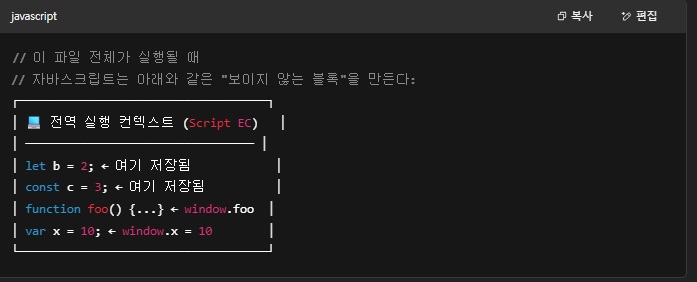 javascript 복사 편집
// 이 파일 전체가 실행될 때
// 자바스크립트는 아래와 같은 "보이지 않는 블록"을 만든다:
💻 전역 실행 컨텍스트 (Script EC)
let b = 2; ← 여기 저장됨
const c = 3; ← 여기 저장됨
function foo() {...} ← window.foo
var x = 10; ← window.x = 10